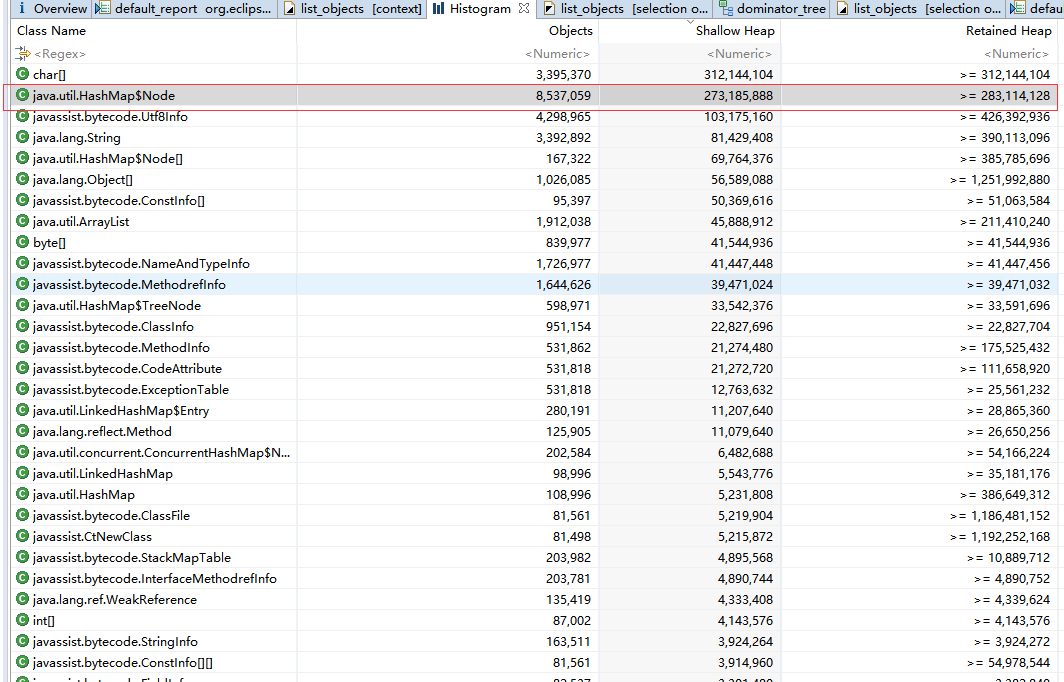 Overview default_report org.eclips... list_objects [context] Histogram list_objects [selection o... dominator_tree list_objects [selection o... defau
Class Name Objects Shallow Heap Retained Heap
<Regex> <Numeric> <Numeric> <Numeric>
char[] 3,395,370 312,144,104 >= 312,144,104
java.util.HashMap$Node 8,537,059 273,185,888 >= 283,114,128
javassist.bytecode.Utf8Info 4,298,965 103,175,160 >= 426,392,936
java.lang.String 3,392,892 81,429,408 >= 390,113,096
java.util.HashMap$Node[] 167,322 69,764,376 >= 385,785,696
java.lang.Object[] 1,026,085 56,589,088 >= 1,251,992,880
javassist.bytecode.ConstInfo[] 95,397 50,369,616 >= 51,063,584
java.util.ArrayList 1,912,038 45,888,912 >= 211,410,240
byte[] 839,977 41,544,936 >= 41,544,936
javassist.bytecode.NameAndTypeInfo 1,726,977 41,447,448 >= 41,447,456
javassist.bytecode.MethodrefInfo 1,644,626 39,471,024 >= 39,471,032
java.util.HashMap$TreeNode 598,971 33,542,376 >= 33,591,696
javassist.bytecode.ClassInfo 951,154 22,827,696 >= 22,827,704
javassist.bytecode.MethodInfo 531,862 21,274,480 >= 175,525,432
javassist.bytecode.CodeAttribute 531,818 21,272,720 >= 111,658,920
javassist.bytecode.ExceptionTable 531,818 12,763,632 >= 25,561,232
java.util.LinkedHashMap$Entry 280,191 11,207,640 >= 28,865,360
java.lang.reflect.Method 125,905 11,079,640 >= 26,650,256
java.util.concurrent.ConcurrentHashMap$N... 202,584 6,482,688 >= 54,166,224
java.util.LinkedHashMap 98,996 5,543,776 >= 35,181,176
java.util.HashMap 108,996 5,231,808 >= 386,649,312
javassist.bytecode.ClassFile 81,561 5,219,904 >= 1,186,481,152
javassist.CtNewClass 81,498 5,215,872 >= 1,192,252,168
javassist.bytecode.StackMapTable 203,982 4,895,568 >= 10,889,712
javassist.bytecode.InterfaceMethodrefInfo 203,781 4,890,744 >= 4,890,752
java.lang.ref.WeakReference 135,419 4,333,408 >= 4,339,624
int[] 87,002 4,143,576 >= 4,143,576
javassist.bytecode.StringInfo 163,511 3,924,264 >= 3,924,272
javassist.bytecode.ConstInfo[][] 81,561 3,914,960 >= 54,978,544